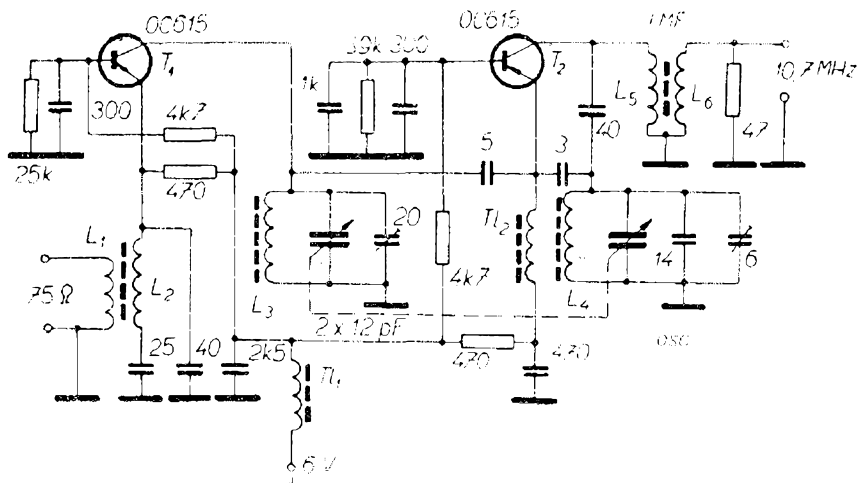 OC615
OC615
T₁
T₂
1k
39k
300
L₅
L₆
10,7 MHz
300
4k7
40
47
25k
470
5
3
L₁
L₂
L₃
20
4k7
Tl₂
L₄
14
6
75 Ω
2 x 12 pF
25
40
2k5
470
470
osc
Tl₁
6 V